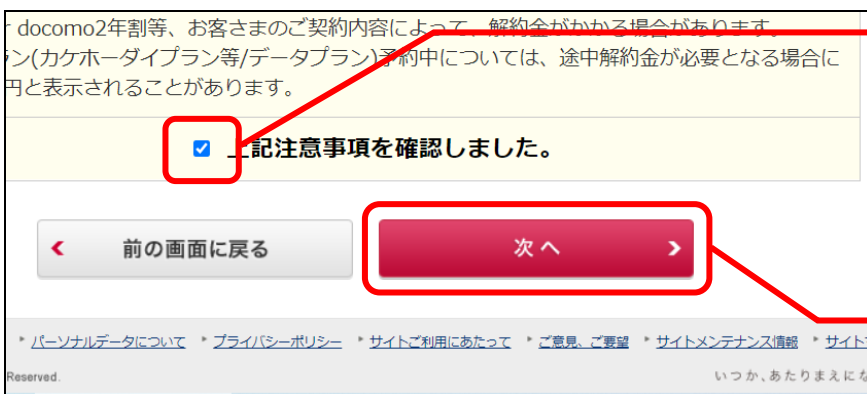 r docomo2年割等、お客さまのご契約内容によって、解約金がかかる場合があります。
ラン(カケホーダイプラン等/データプラン)予約中については、途中解約金が必要となる場合に
円と表示されることがあります。
上記注意事項を確認しました。
前の画面に戻る
次へ
パーソナルデータについて プライバシーポリシー サイトご利用にあたって ご意見、ご要望 サイトメンテナンス情報 サイト
Reserved. いつか、あたりまえにな